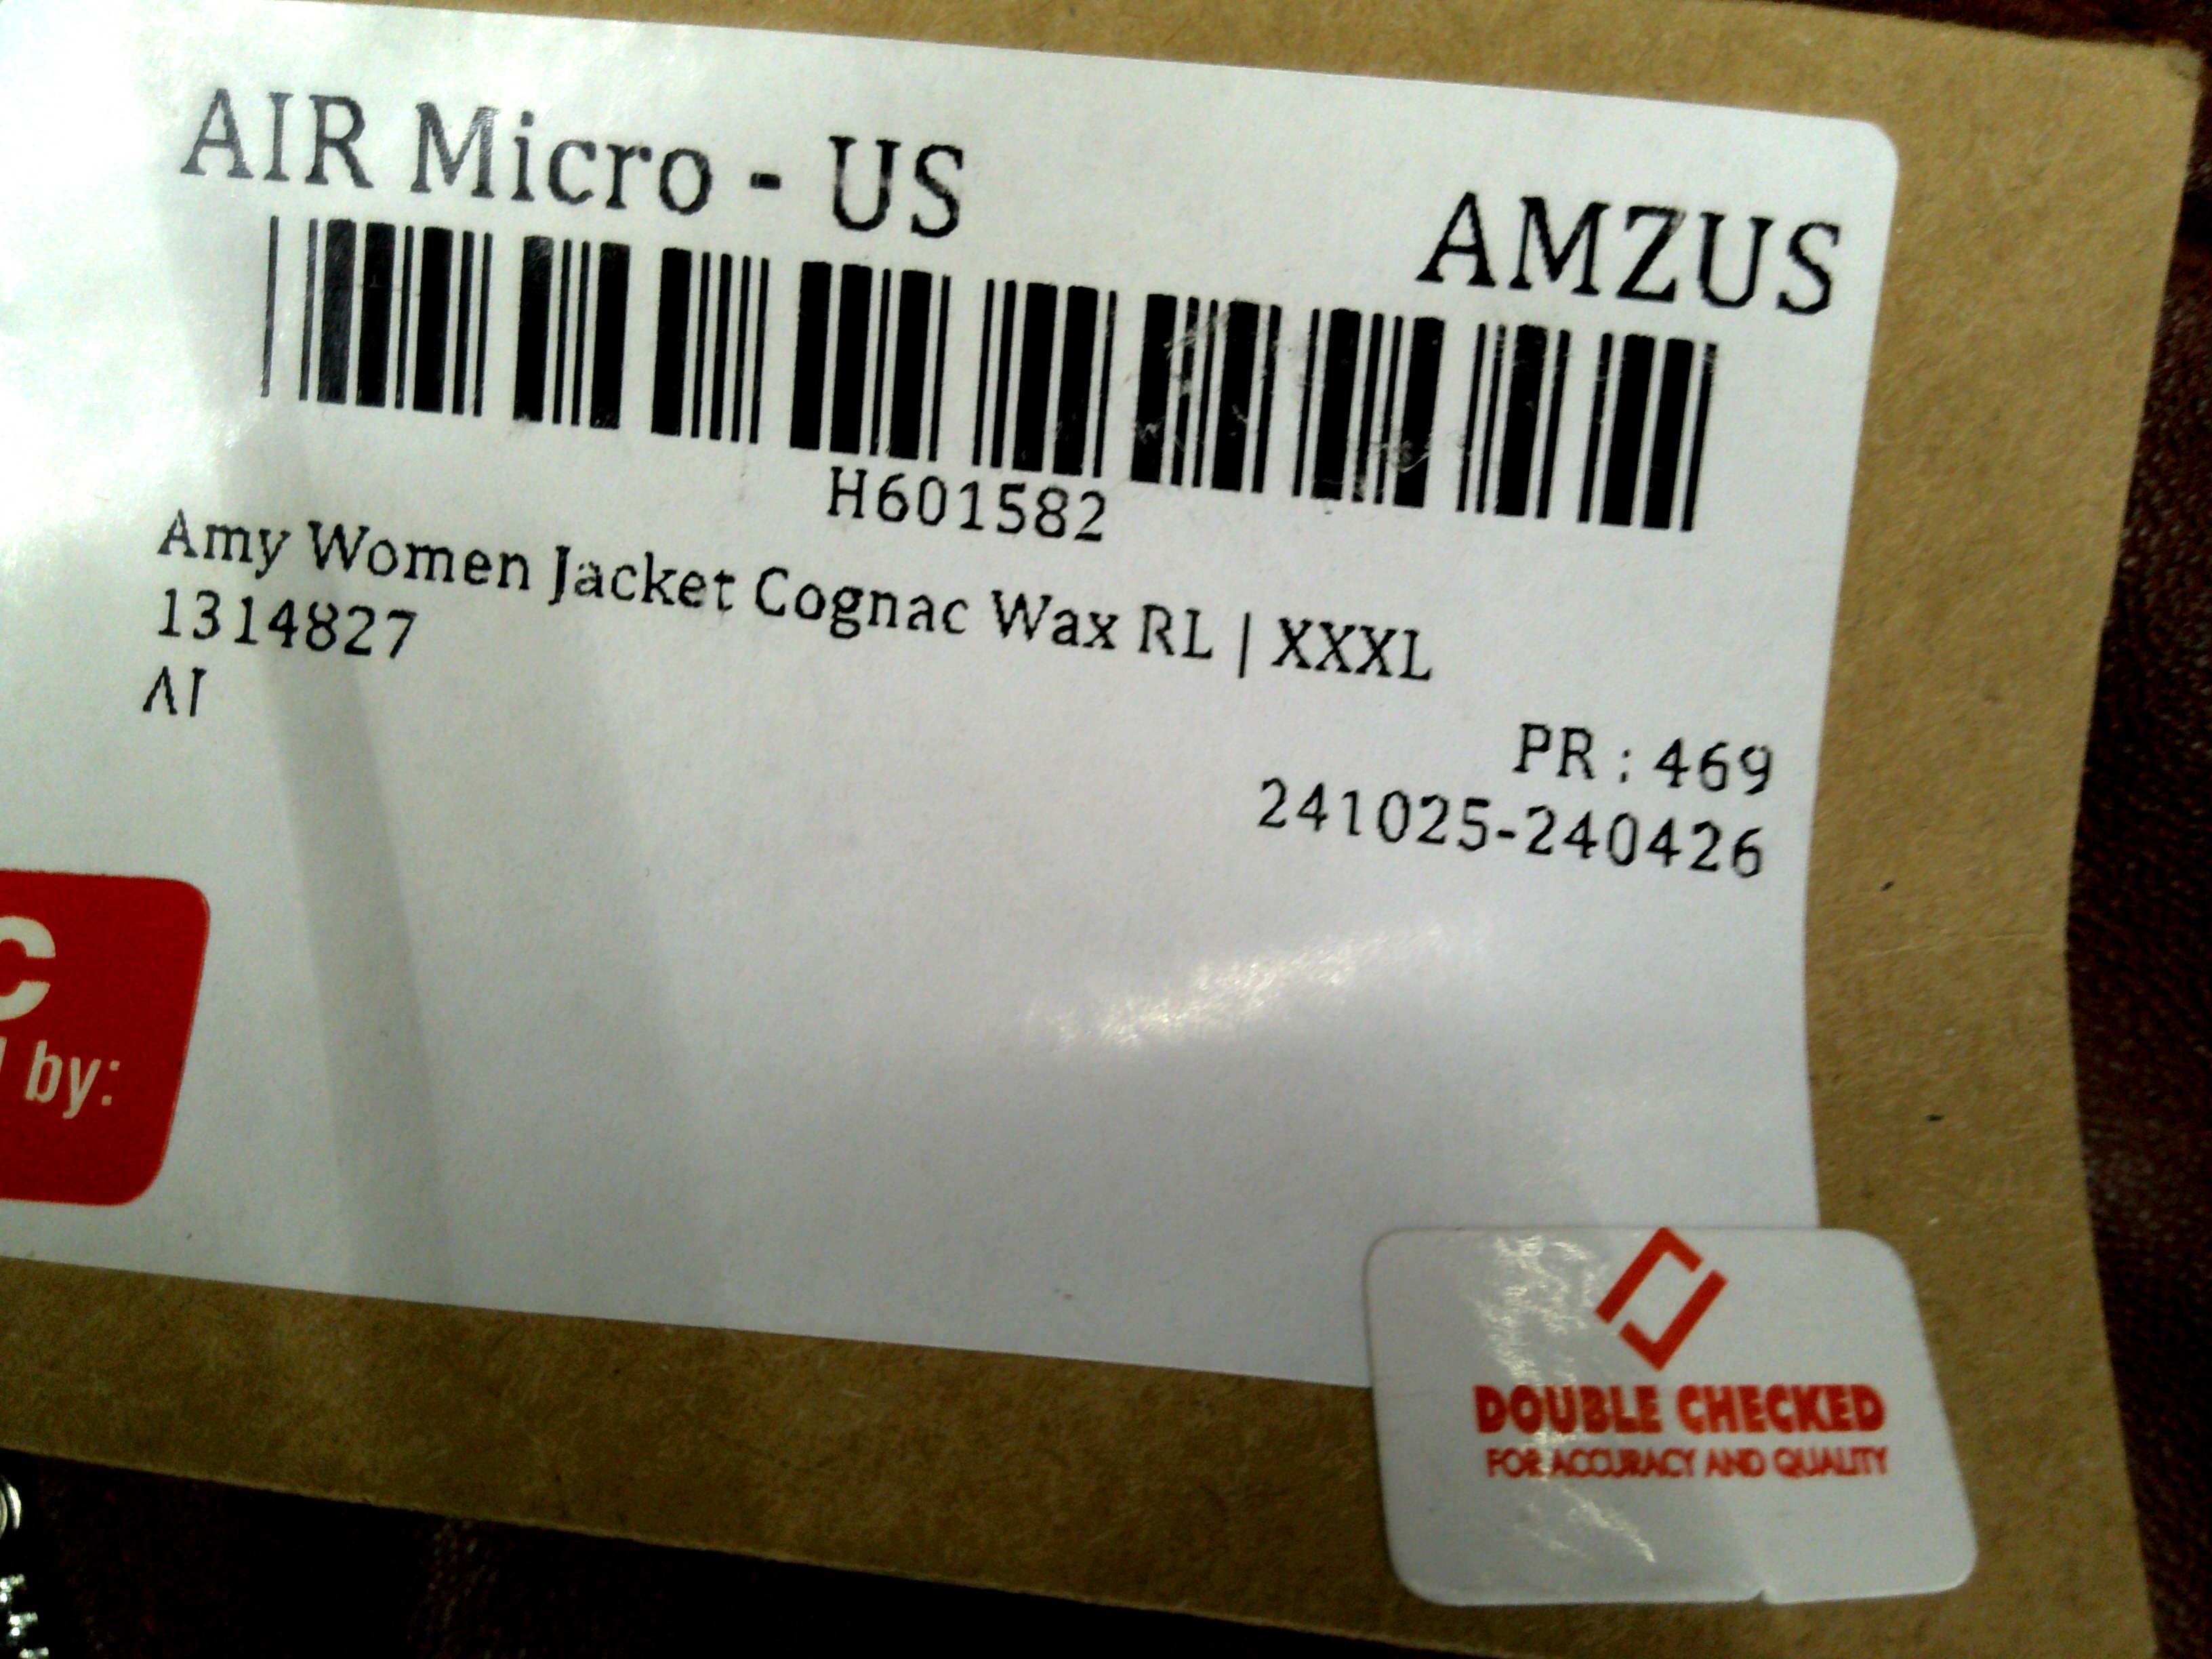 AIR Micro - US
AMZUS
H601582
Amy Women Jacket Cognac Wax RL | XXXL
1314827
AI
PR : 469
241025-240426
C
by:
DOUBLE CHECKED
FOR ACCURACY AND QUALITY